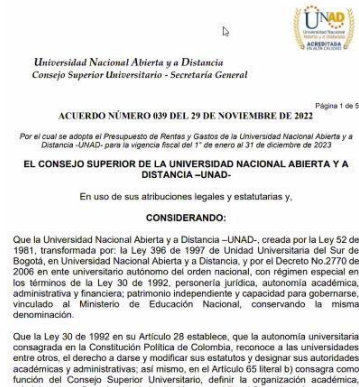 UNAD
Universidad Nacional
Abierta y a Distancia
ACREDITADA
EN ALTA CALIDAD
Universidad Nacional Abierta y a Distancia
Consejo Superior Universitario - Secretaría General
Página 1 de 5
ACUERDO NÚMERO 039 DEL 29 DE NOVIEMBRE DE 2022
Por el cual se adopta el Presupuesto de Rentas y Gastos de la Universidad Nacional Abierta y a
Distancia -UNAD- para la vigencia fiscal del 1° de enero al 31 de diciembre de 2023
EL CONSEJO SUPERIOR DE LA UNIVERSIDAD NACIONAL ABIERTA Y A
DISTANCIA –UNAD-
En uso de sus atribuciones legales y estatutarias y,
CONSIDERANDO:
Que la Universidad Nacional Abierta y a Distancia –UNAD-, creada por la Ley 52 de
1981, transformada por: la Ley 396 de 1997 de Unidad Universitaria del Sur de
Bogotá, en Universidad Nacional Abierta y a Distancia, y por el Decreto No.2770 de
2006 en ente universitario autónomo del orden nacional, con régimen especial en
los términos de la Ley 30 de 1992, personería jurídica, autonomía académica,
administrativa y financiera; patrimonio independiente y capacidad para gobernarse,
vinculado al Ministerio de Educación Nacional, conservando la misma
denominación.
Que la Ley 30 de 1992 en su Artículo 28 establece, que la autonomía universitaria
consagrada en la Constitución Política de Colombia, reconoce a las universidades
entre otros, el derecho a darse y modificar sus estatutos y designar sus autoridades
académicas y administrativas; así mismo, en el Artículo 65 literal b) consagra como
función del Consejo Superior Universitario, definir la organización académica